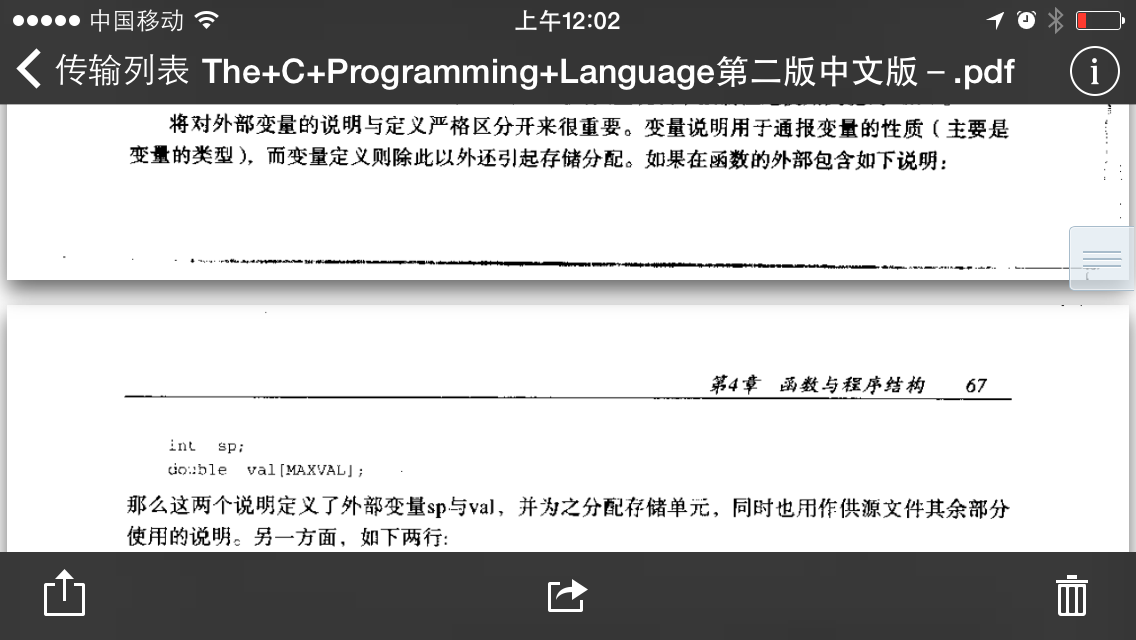 中国移动 上午12:02
传输列表 The+C+Programming+Language第二版中文版 – .pdf
将对外部变量的说明与定义严格区分开来很重要。变量说明用于通报变量的性质(主要是
变量的类型),而变量定义则除此以外还引起存储分配。如果在函数的外部包含如下说明:
第4章 函数与程序结构 67
int sp;
double val[MAXVAL];
那么这两个说明定义了外部变量sp与val,并为之分配存储单元,同时也用作供源文件其余部分
使用的说明。另一方面,如下两行: